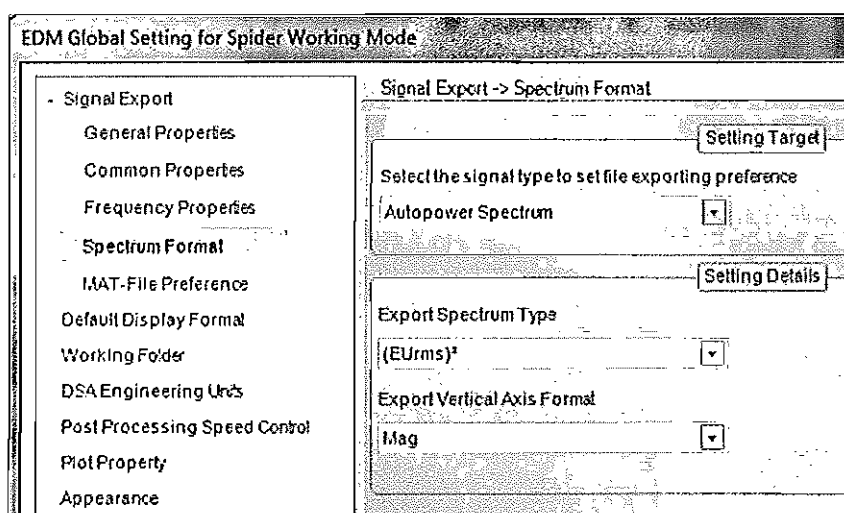 EDM Global Setting for Spider Working Mode
- Signal Export
General Properties
Common Properties
Frequency Properties
Spectrum Format
MAT-File Preference
Default Display Format
Working Folder
DSA Engineering Units
Post Processing Speed Control
Plot Property
Appearance
Signal Export -> Spectrum Format
Setting Target
Select the signal type to set file exporting preference
Autopower Spectrum
Setting Details
Export Spectrum Type
(EUrms)²
Export Vertical Axis Format
Mag